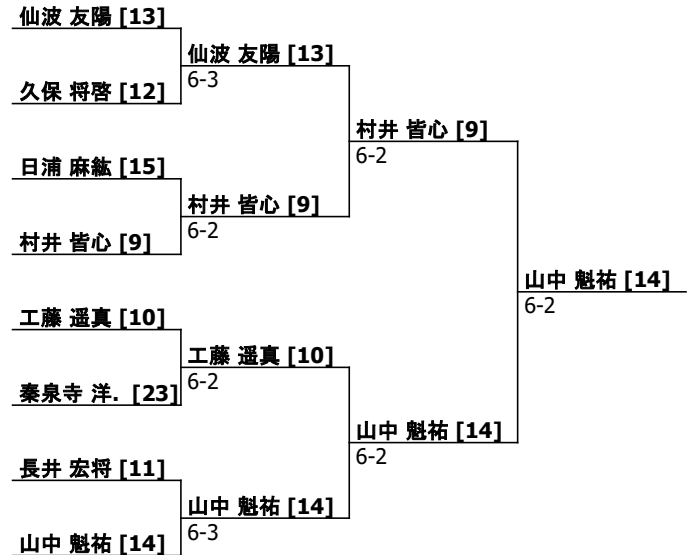 仙波 友陽 [13]
仙波 友陽 [13]
6-3
久保 将啓 [12]
村井 皆心 [9]
6-2
日浦 麻紘 [15]
村井 皆心 [9]
6-2
村井 皆心 [9]
山中 魁祐 [14]
6-2
工藤 遥真 [10]
工藤 遥真 [10]
6-2
秦泉寺 洋. [23]
山中 魁祐 [14]
6-2
長井 宏将 [11]
山中 魁祐 [14]
6-3
山中 魁祐 [14]